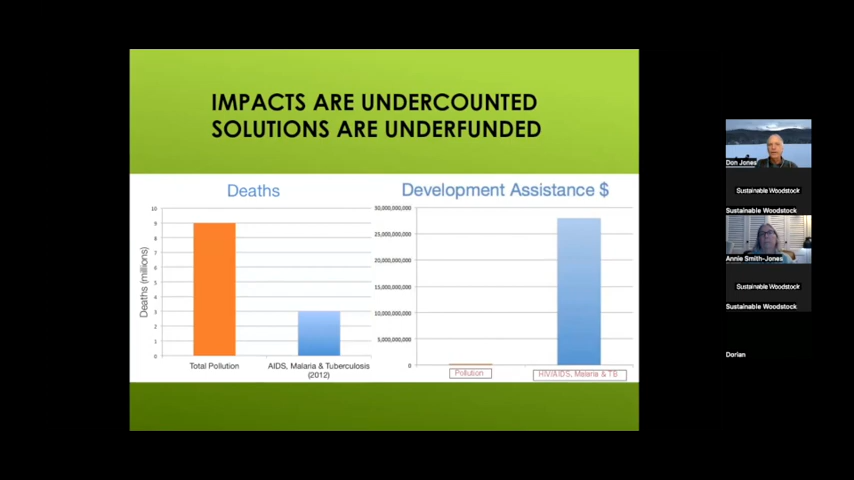 IMPACTS ARE UNDERCOUNTED
SOLUTIONS ARE UNDERFUNDED
Deaths
Deaths (millions)
10
9
8
7
6
5
4
3
2
1
0
Total Pollution
AIDS, Malaria & Tuberculosis
(2012)
Development Assistance $
30,000,000,000
25,000,000,000
20,000,000,000
15,000,000,000
10,000,000,000
5,000,000,000
0
Pollution
HIV/AIDS, Malaria & TB
Don Jones
Sustainable Woodstock
Sustainable Woodstock
Annie Smith-Jones
Sustainable Woodstock
Sustainable Woodstock
Dorian